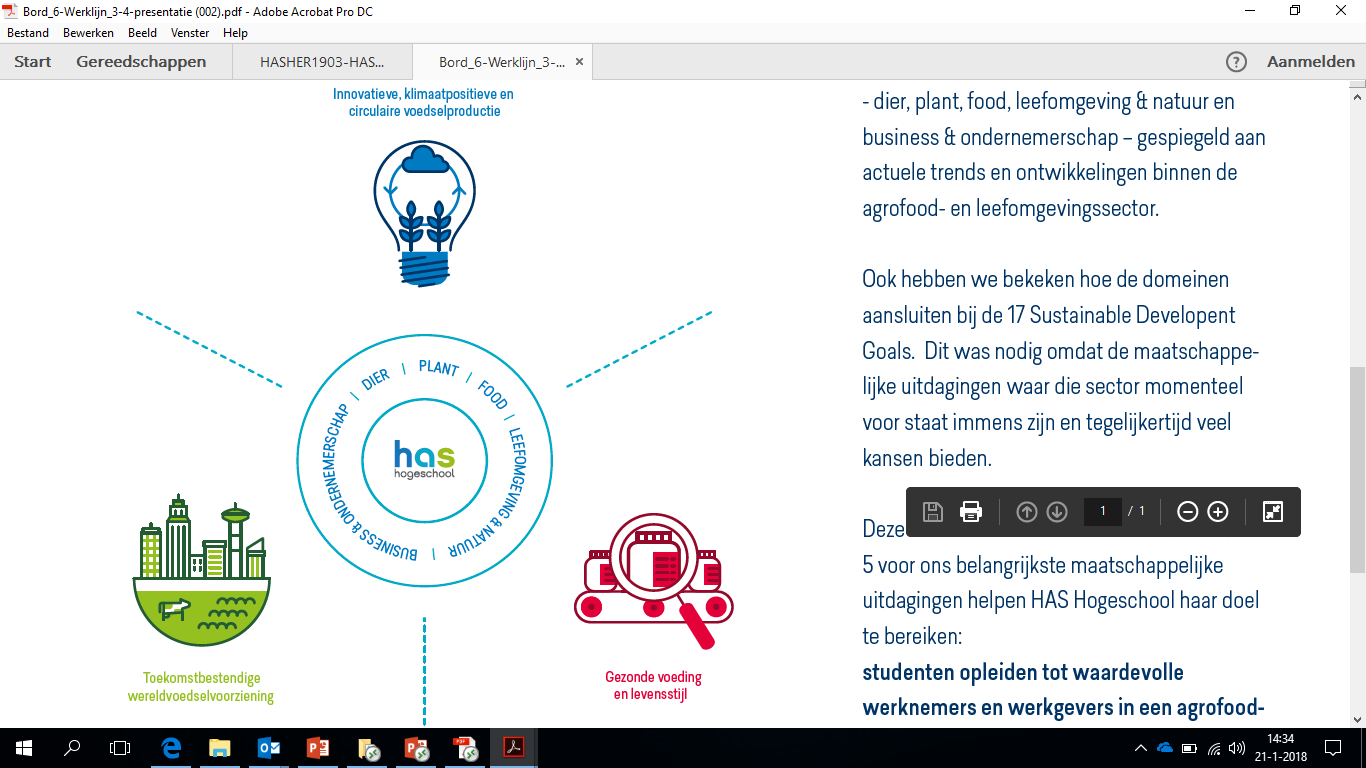 Bord_6-Werklijn_3-4-presentatie (002).pdf - Adobe Acrobat Pro DC
Bestand Bewerken Beeld Venster Help
Start Gereedschappen HASHER1903-HAS... Bord_6-Werklijn_3-... × ? Aanmelden
Innovatieve, klimaatpositieve en
circulaire voedselproductie
DIER | PLANT | FOOD | LEEFOMGEVING & NATUUR | BUSINESS & ONDERNEMERSCHAP |
has
hogeschool
Toekomstbestendige
wereldvoedselvoorziening
Gezonde voeding
en levensstijl
- dier, plant, food, leefomgeving & natuur en
business & ondernemerschap – gespiegeld aan
actuele trends en ontwikkelingen binnen de
agrofood- en leefomgevingssector.
Ook hebben we bekeken hoe de domeinen
aansluiten bij de 17 Sustainable Developent
Goals. Dit was nodig omdat de maatschappe-
lijke uitdagingen waar die sector momenteel
voor staat immens zijn en tegelijkertijd veel
kansen bieden.
Deze
1 / 1
5 voor ons belangrijkste maatschappelijke
uitdagingen helpen HAS Hogeschool haar doel
te bereiken:
studenten opleiden tot waardevolle
werknemers en werkgevers in een agrofood-
14:34
21-1-2018